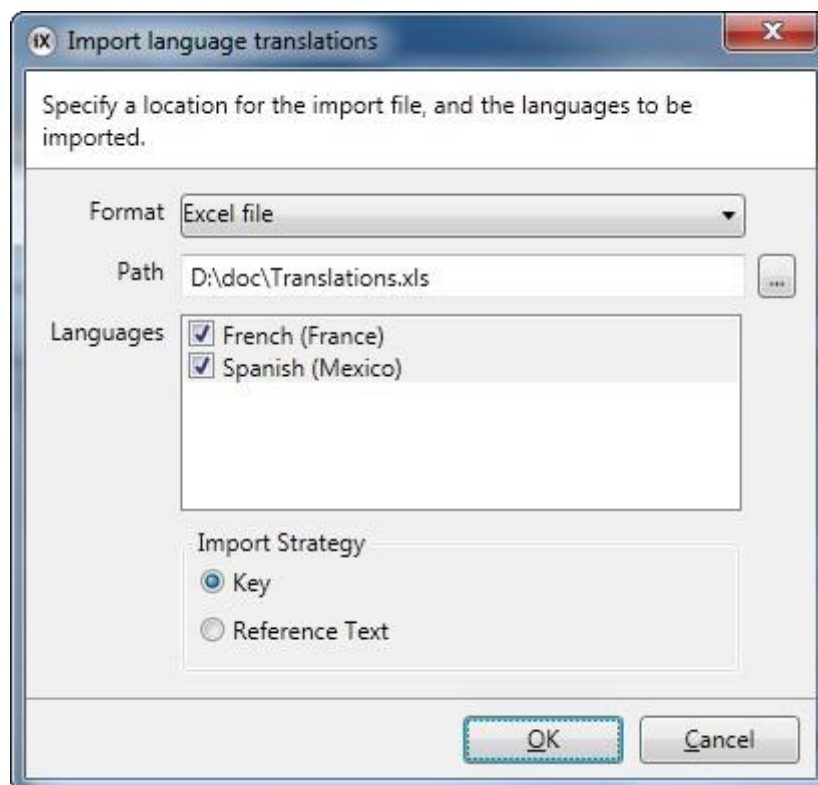 iX Import language translations
Specify a location for the import file, and the languages to be
imported.
Format Excel file
Path D:\doc\Translations.xls ...
Languages French (France)
Spanish (Mexico)
Import Strategy
Key
Reference Text
OK Cancel